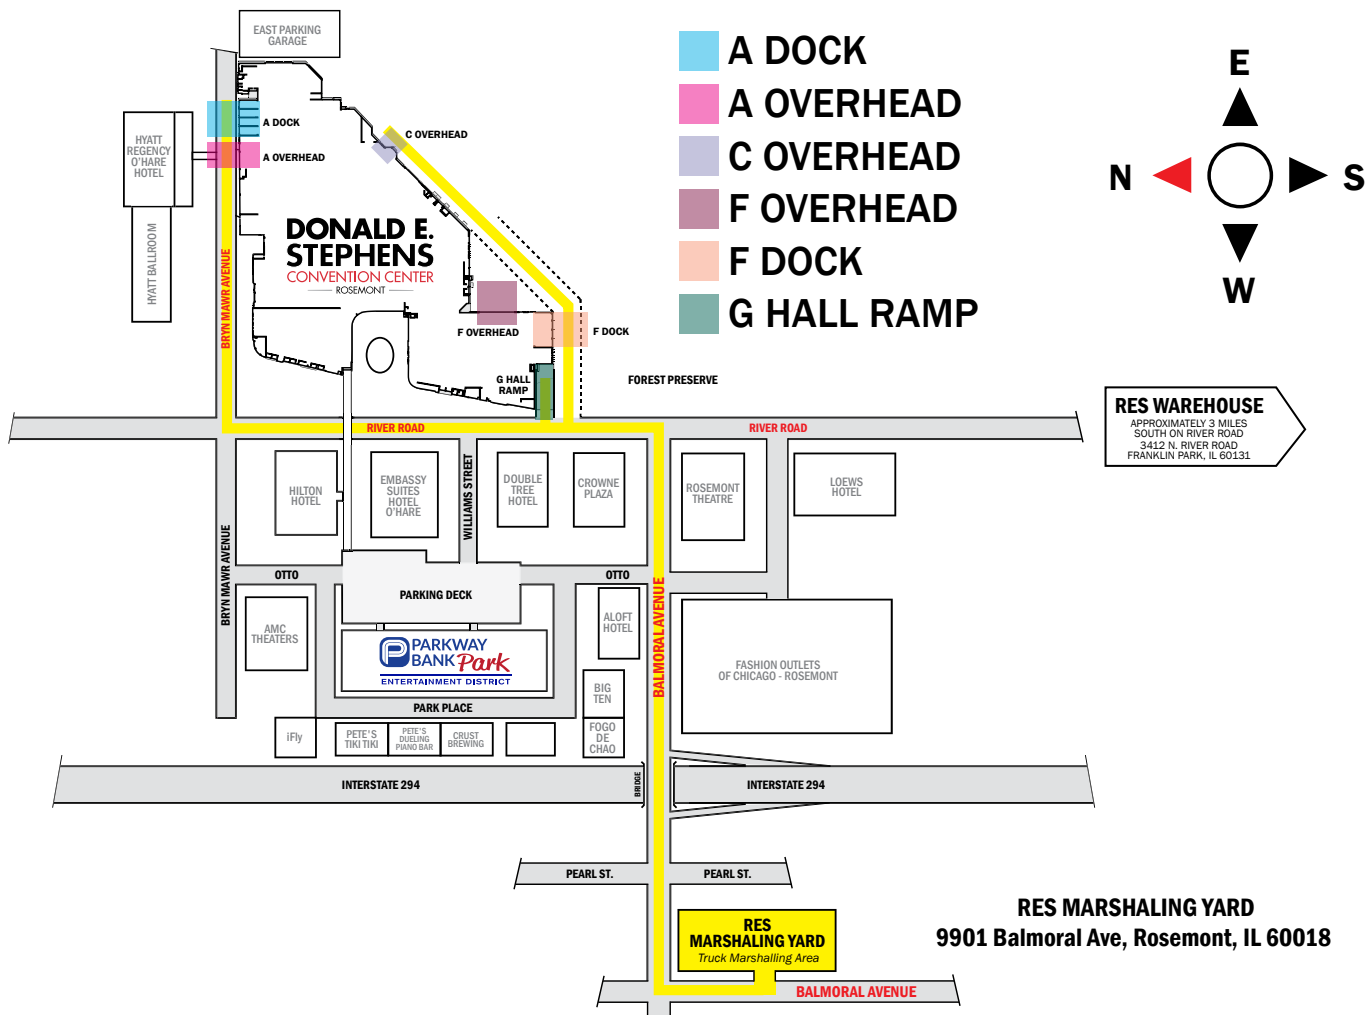 EAST PARKING
GARAGE
A DOCK
A OVERHEAD
C OVERHEAD
F OVERHEAD
F DOCK
G HALL RAMP
E
N
S
W
HYATT
REGENCY
O'HARE
HOTEL
HYATT BALLROOM
A DOCK
A OVERHEAD
C OVERHEAD
BRYN MAWR AVENUE
DONALD E.
STEPHENS
CONVENTION CENTER
ROSEMONT
F OVERHEAD
F DOCK
G HALL
RAMP
FOREST PRESERVE
RIVER ROAD
RIVER ROAD
RES WAREHOUSE
APPROXIMATELY 3 MILES
SOUTH ON RIVER ROAD
3412 N. RIVER ROAD
FRANKLIN PARK, IL 60131
HILTON
HOTEL
EMBASSY
SUITES
HOTEL
O'HARE
WILLIAMS STREET
DOUBLE
TREE
HOTEL
CROWNE
PLAZA
ROSEMONT
THEATRE
LOEWS
HOTEL
BRYN MAWR AVENUE
OTTO
PARKING DECK
OTTO
BALMORAL AVENUE
AMC
THEATERS
PARKWAY
BANK Park
ENTERTAINMENT DISTRICT
ALOFT
HOTEL
FASHION OUTLETS
OF CHICAGO - ROSEMONT
BIG
TEN
PARK PLACE
iFly
PETE'S
TIKI TIKI
PETE'S
DUELING
PIANO BAR
CRUST
BREWING
FOGO
DE
CHAO
INTERSTATE 294
BRIDGE
INTERSTATE 294
PEARL ST.
PEARL ST.
RES
MARSHALING YARD
Truck Marshalling Area
RES MARSHALING YARD
9901 Balmoral Ave, Rosemont, IL 60018
BALMORAL AVENUE